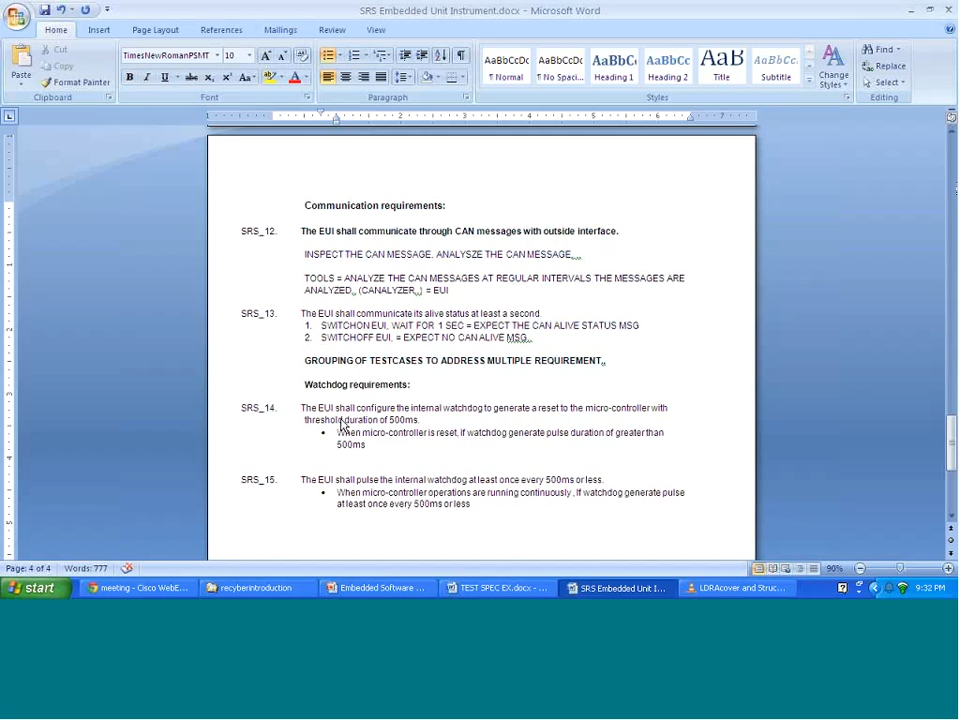 SRS Embedded Unit Instrument.docx - Microsoft Word
Home Insert Page Layout References Mailings Review View
Cut
Copy
Format Painter
Paste
TimesNewRomanPSMT 10
AaBbCcDc AaBbCcDc AaBbC AaBbCc AaB AaBbCc.
¶ Normal ¶ No Spaci... Heading 1 Heading 2 Title Subtitle
Change Styles
Find
Replace
Select
Clipboard Font Paragraph Styles Editing
Communication requirements:
SRS_12. The EUI shall communicate through CAN messages with outside interface.
INSPECT THE CAN MESSAGE, ANALYSZE THE CAN MESSAGE,
TOOLS = ANALYZE THE CAN MESSAGES AT REGULAR INTERVALS THE MESSAGES ARE
ANALYZED, (CANALYZER,) = EUI
SRS_13. The EUI shall communicate its alive status at least a second.
1. SWITCHON EUI, WAIT FOR 1 SEC = EXPECT THE CAN ALIVE STATUS MSG
2. SWITCHOFF EUI, = EXPECT NO CAN ALIVE MSG,
GROUPING OF TESTCASES TO ADDRESS MULTIPLE REQUIREMENT,
Watchdog requirements:
SRS_14. The EUI shall configure the internal watchdog to generate a reset to the micro-controller with
threshold duration of 500ms.
• When micro-controller is reset, if watchdog generate pulse duration of greater than
500ms
SRS_15. The EUI shall pulse the internal watchdog at least once every 500ms or less.
• When micro-controller operations are running continuously , If watchdog generate pulse
at least once every 500ms or less
Page: 4 of 4 Words: 777 90%
start meeting - Cisco WebE... recyberintroduction Embedded Software ... TEST SPEC EX.docx - ... SRS Embedded Unit I... LDRAcover and Struc... 9:32 PM